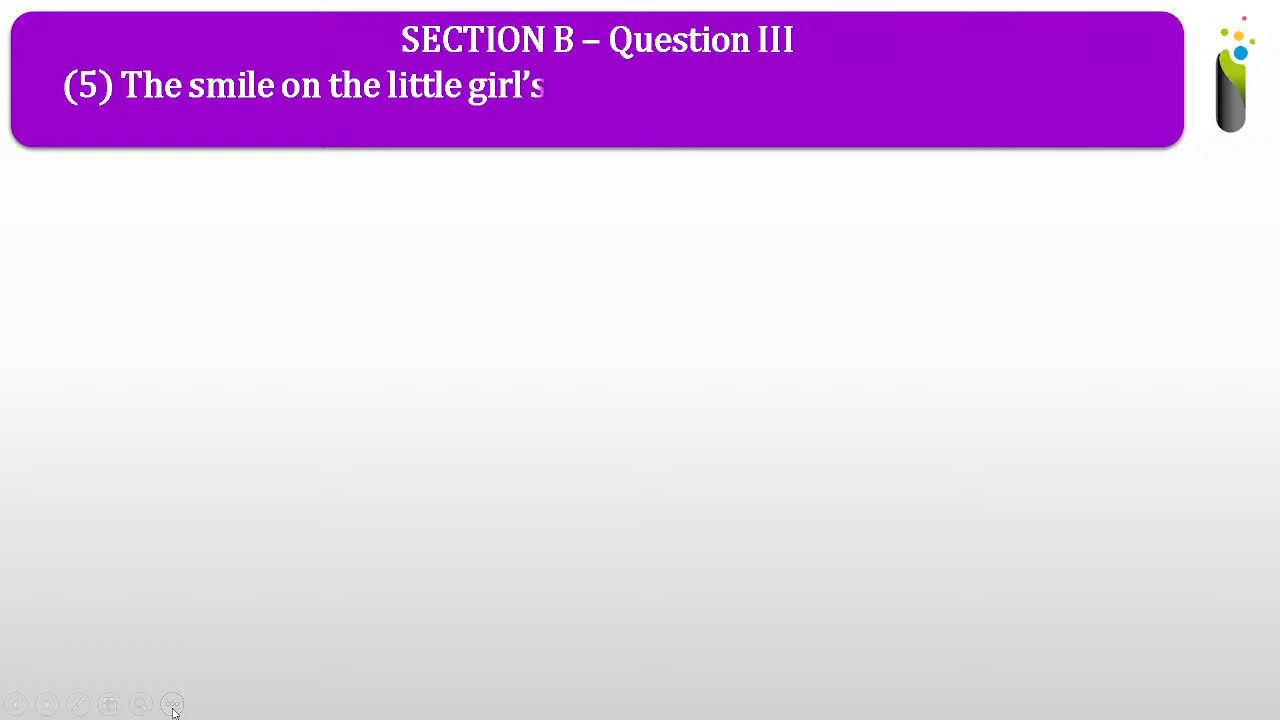 SECTION B – Question III
(5) The smile on the little girl’s